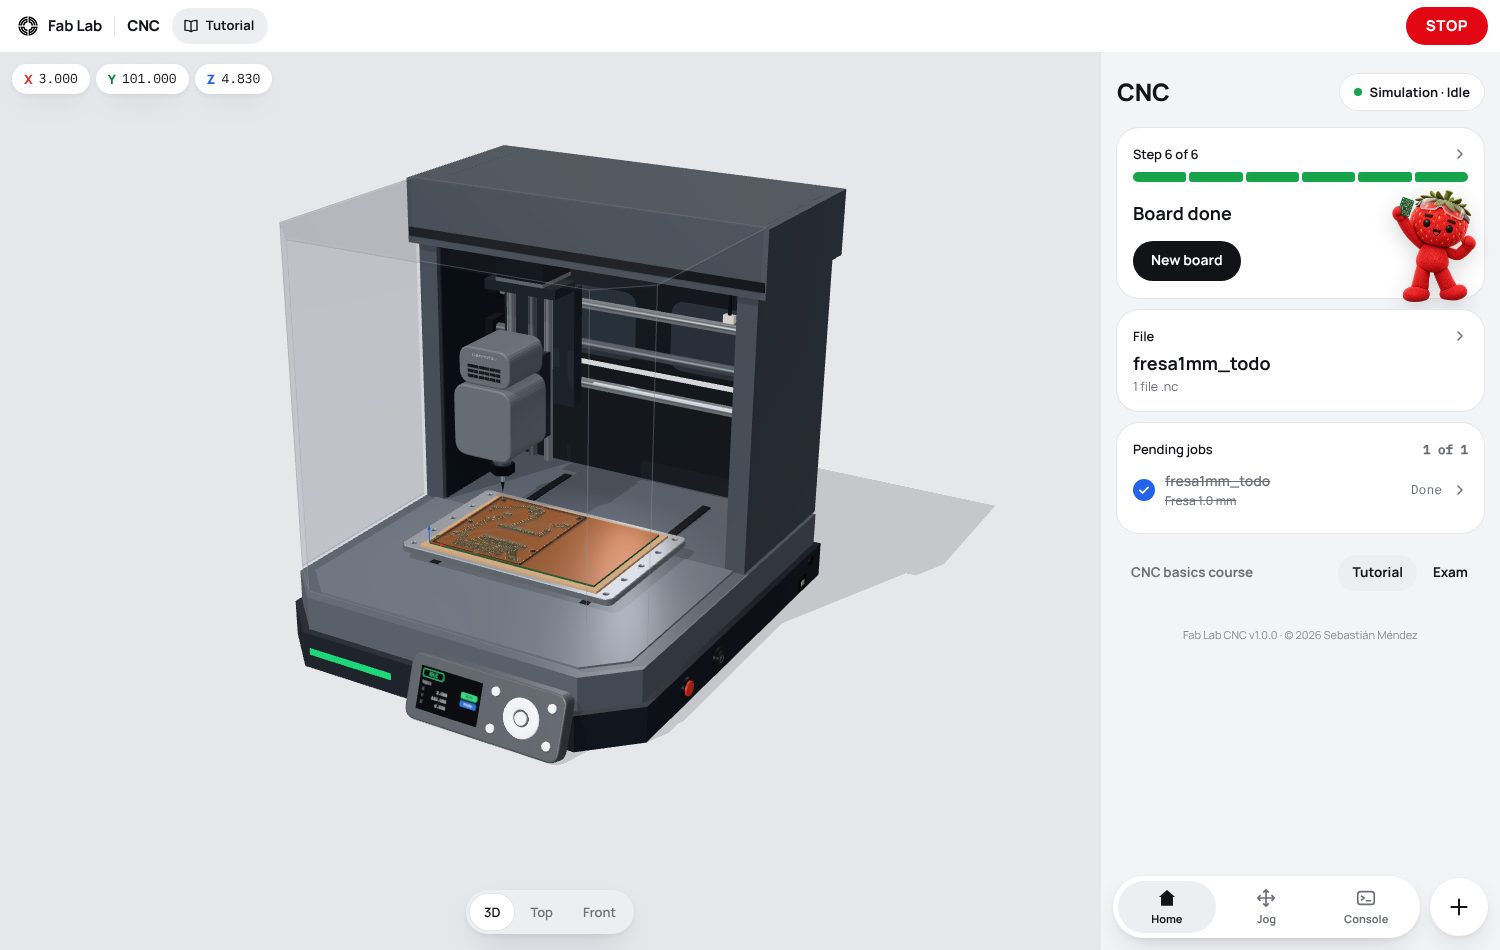 Fab Lab
CNC
Tutorial
STOP
X 3.000
Y 101.000
Z 4.830
CNC
Simulation · Idle
Step 6 of 6
Board done
New board
File
fresa1mm_todo
1 file .nc
Pending jobs
1 of 1
fresa1mm_todo
Fresa 1.0 mm
Done
CNC basics course
Tutorial
Exam
Fab Lab CNC v1.0.0 · © 2026 Sebastián Méndez
3D
Top
Front
Home
Jog
Console